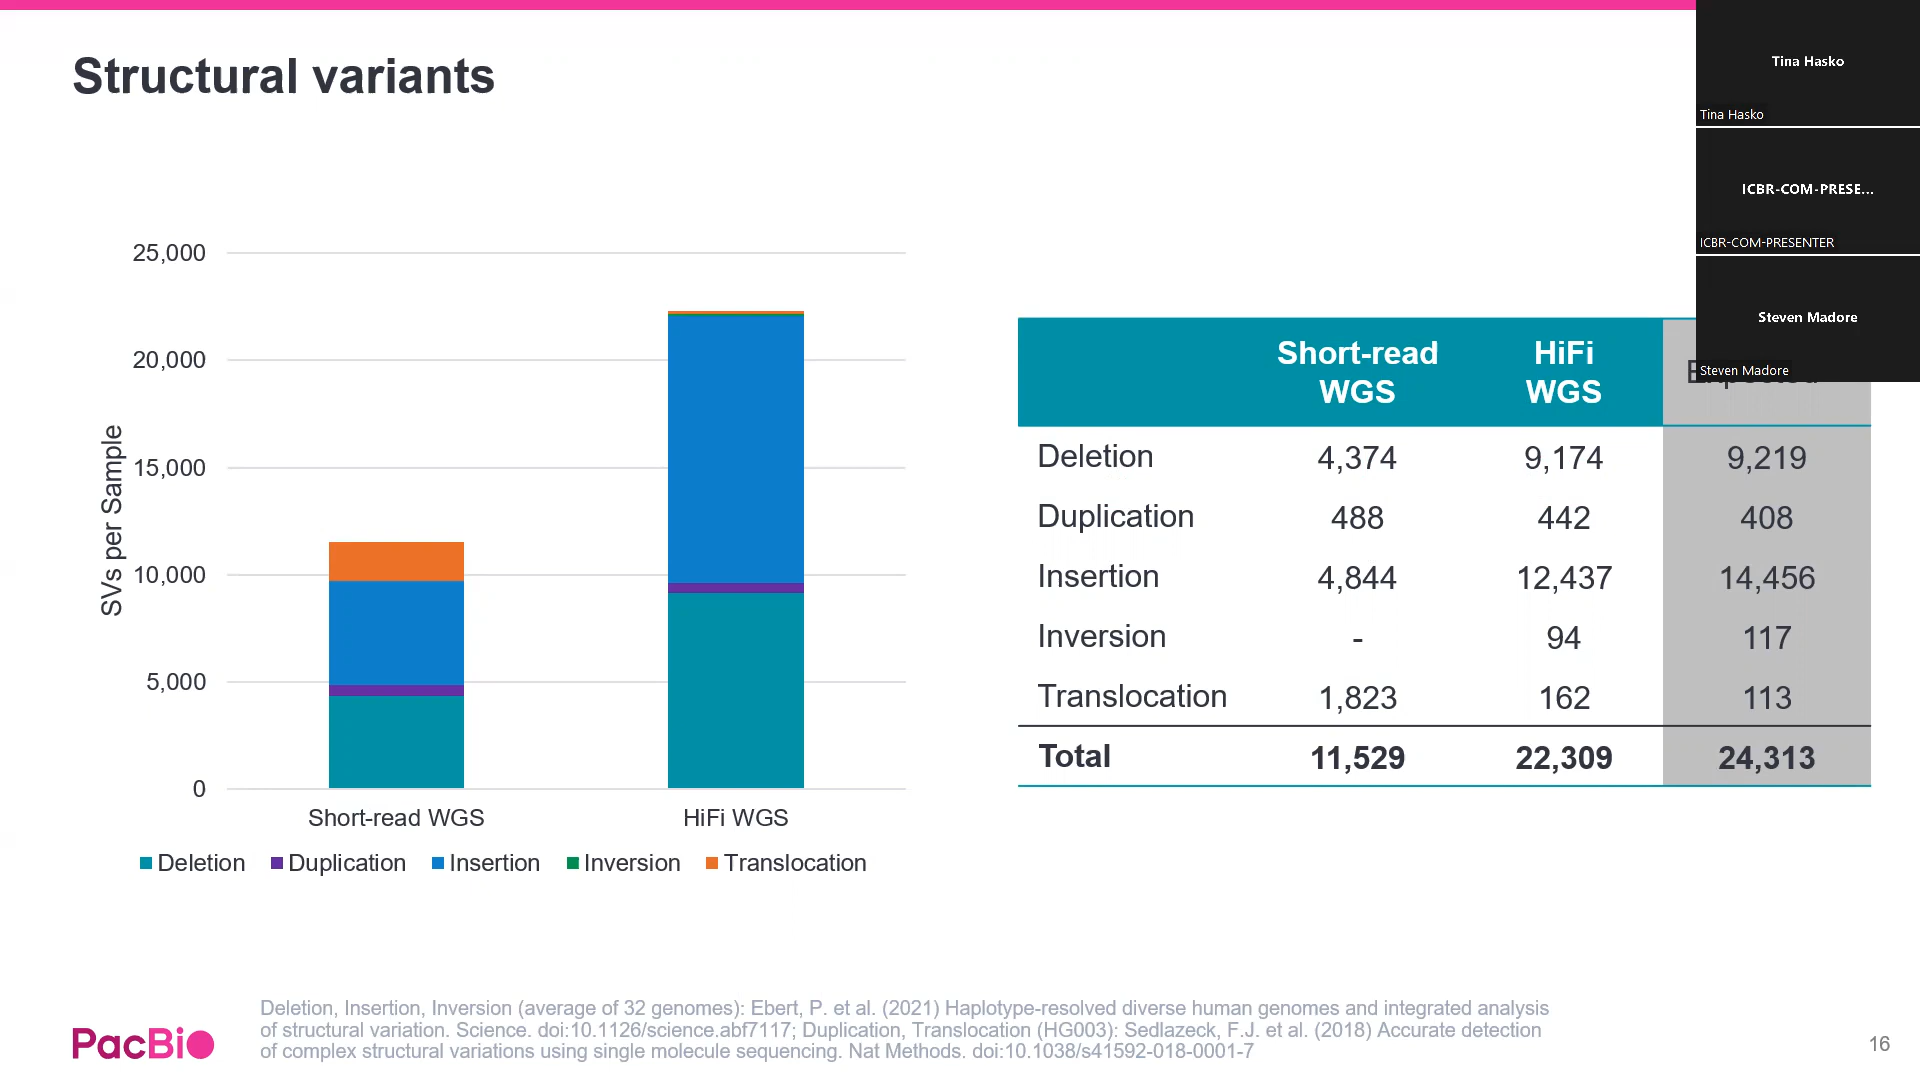 Structural variants
Tina Hasko
Tina Hasko
ICBR-COM-PRESE...
ICBR-COM-PRESENTER
Steven Madore
Steven Madore
25,000
20,000
15,000
10,000
5,000
0
SVs per Sample
Short-read WGS
HiFi WGS
Deletion
Duplication
Insertion
Inversion
Translocation
Short-read
WGS
HiFi
WGS
Deletion 4,374 9,174 9,219
Duplication 488 442 408
Insertion 4,844 12,437 14,456
Inversion - 94 117
Translocation 1,823 162 113
Total 11,529 22,309 24,313
PacBio
Deletion, Insertion, Inversion (average of 32 genomes): Ebert, P. et al. (2021) Haplotype-resolved diverse human genomes and integrated analysis
of structural variation. Science. doi:10.1126/science.abf7117; Duplication, Translocation (HG003): Sedlazeck, F.J. et al. (2018) Accurate detection
of complex structural variations using single molecule sequencing. Nat Methods. doi:10.1038/s41592-018-0001-7
16